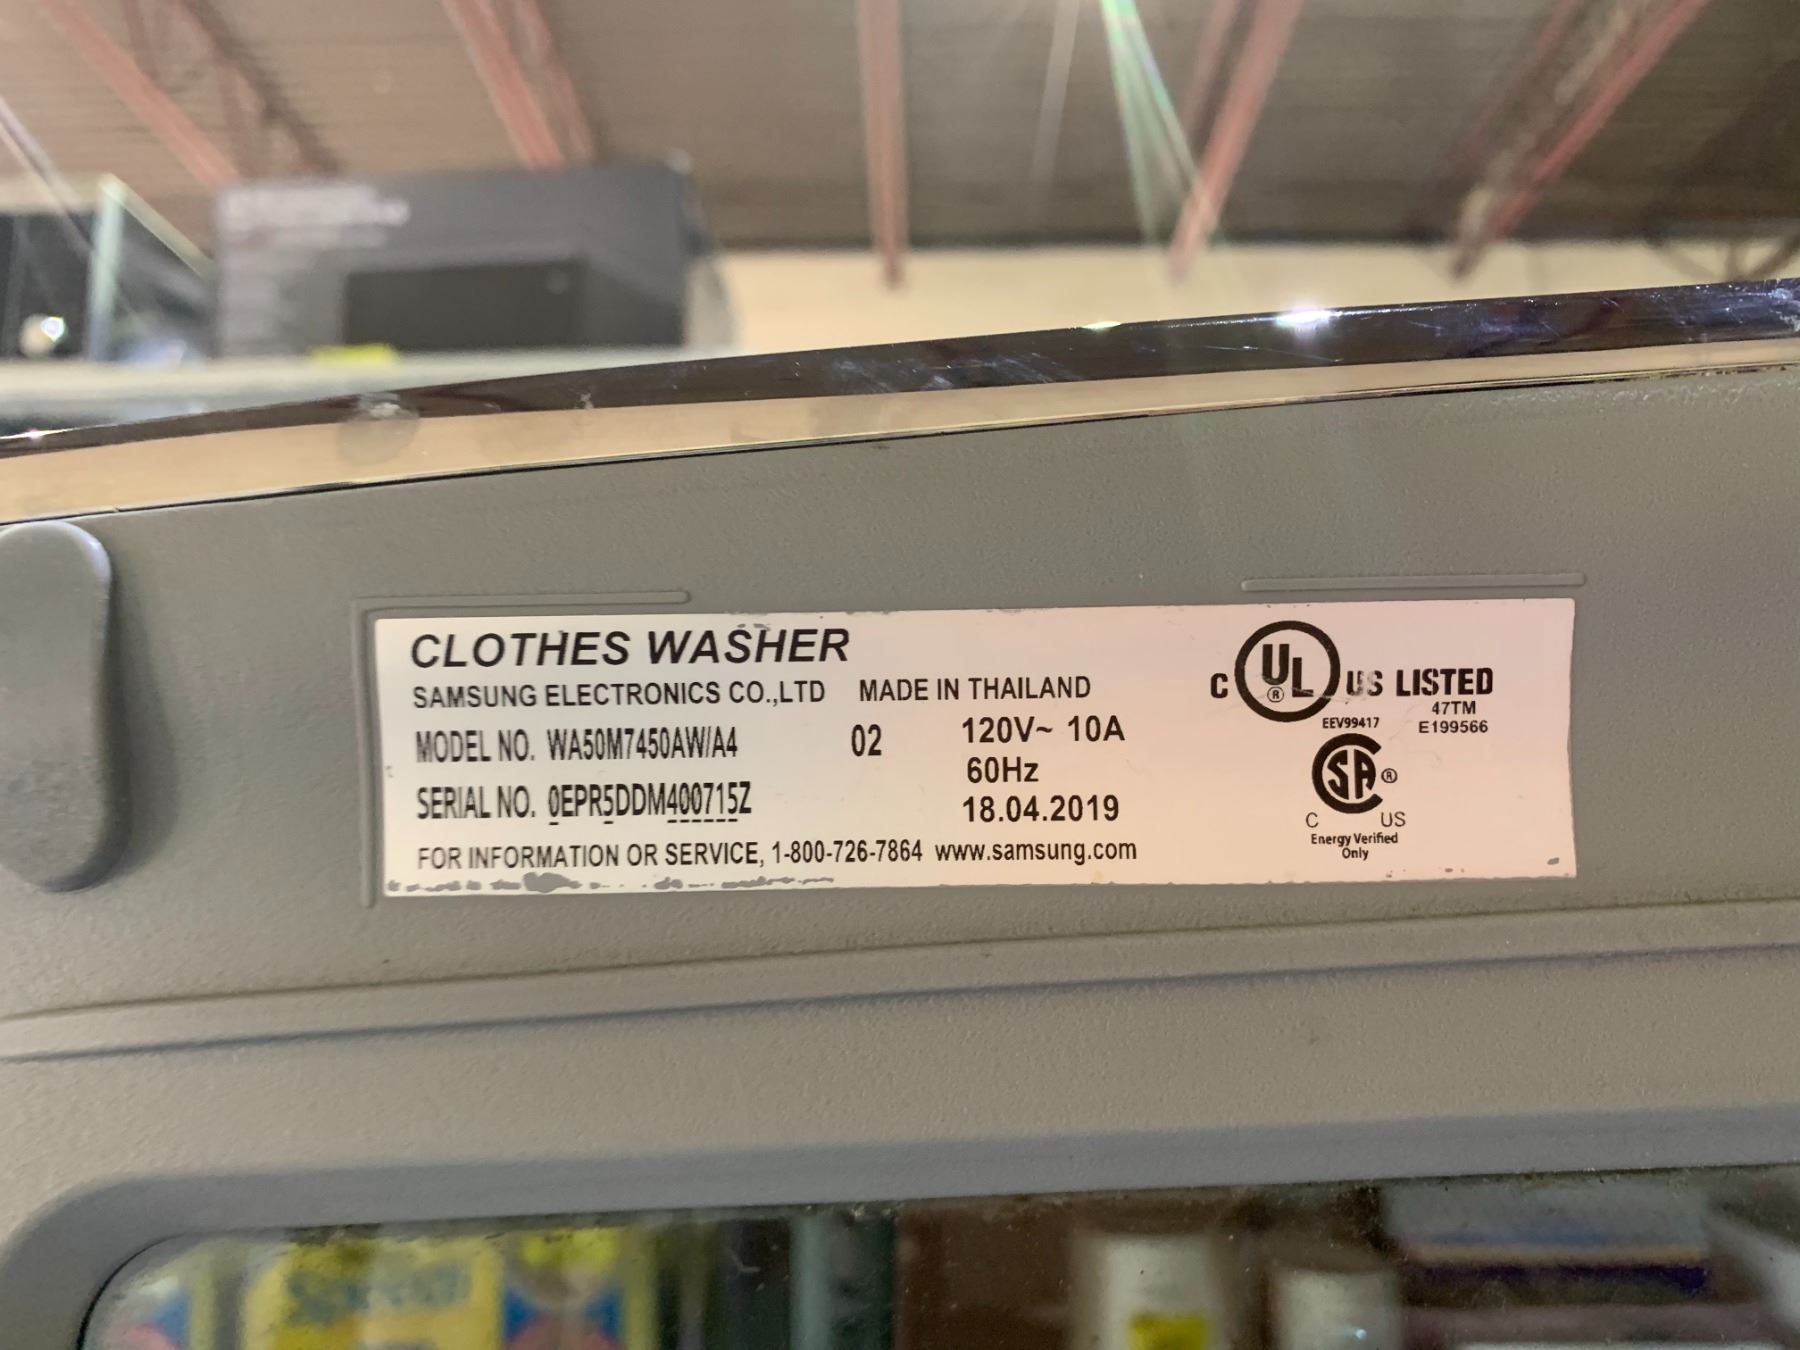 CLOTHES WASHER
SAMSUNG ELECTRONICS CO.,LTD MADE IN THAILAND
MODEL NO. WA50M7450AW/A4 02 120V~ 10A
60Hz
SERIAL NO. 0EPR5DDM400715Z 18.04.2019
FOR INFORMATION OR SERVICE, 1-800-726-7864 www.samsung.com
C UL ® US LISTED
47TM
EEV99417 E199566
SA ®
C US
Energy Verified
Only